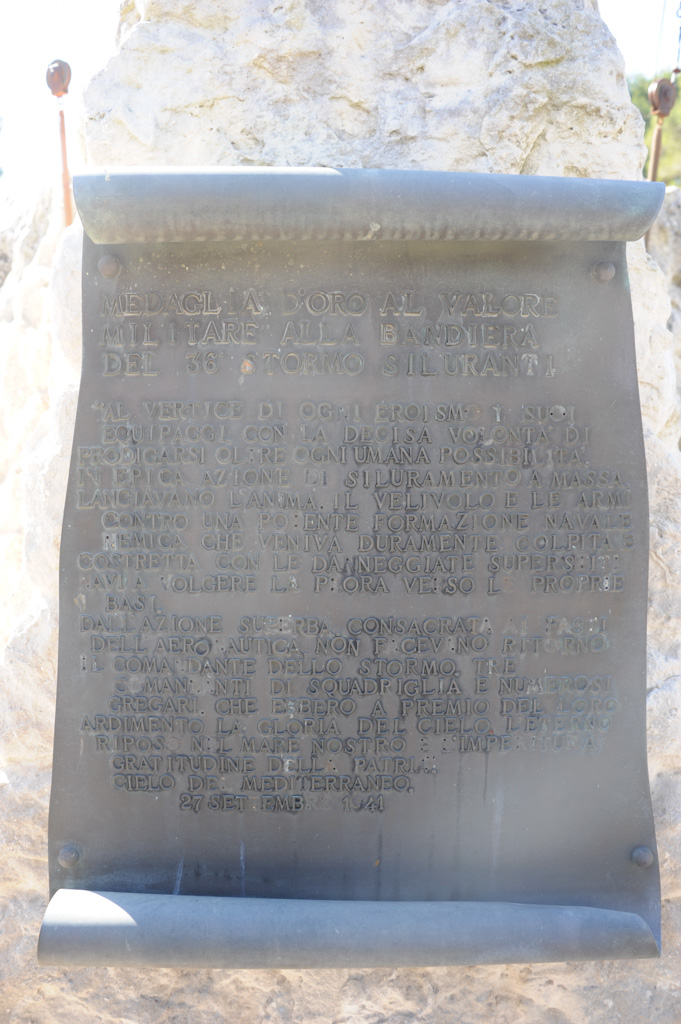 MEDAGLIA D'ORO AL VALORE
MILITARE ALLA BANDIERA
DEL 36° STORMO SILURANTI.
"AL VERTICE DI OGNI EROISMO I SUOI
EQUIPAGGI CON LA DECISA VOLONTA DI
PRODIGARSI OLTRE OGNI UMANA POSSIBILITA
IN EPICA AZIONE DI SILURAMENTO A MASSA
LANCIAVANO L'ANIMA, IL VELIVOLO E LE ARMI
CONTRO UNA POTENTE FORMAZIONE NAVALE
NEMICA CHE VENIVA DURAMENTE COLPITA E
COSTRETTA CON LE DANNEGGIATE SUPERSTITI
NAVI A VOLGERE LA PRORA VERSO LE PROPRIE
BASI.
DALL'AZIONE SUPERBA CONSACRATA AI FASTI
DELL'AERONAUTICA, NON FACEVANO RITORNO
IL COMANDANTE DELLO STORMO, TRE
COMANDANTI DI SQUADRIGLIA E NUMEROSI
GREGARI, CHE EBBERO A PREMIO DEL LORO
ARDIMENTO LA GLORIA DEL CIELO, L'ETERNO
RIPOSO NEL MARE NOSTRO E L'IMPERITURA
GRATITUDINE DELLA PATRIA.
CIELO DEL MEDITERRANEO,
27 SETTEMBRE 1941